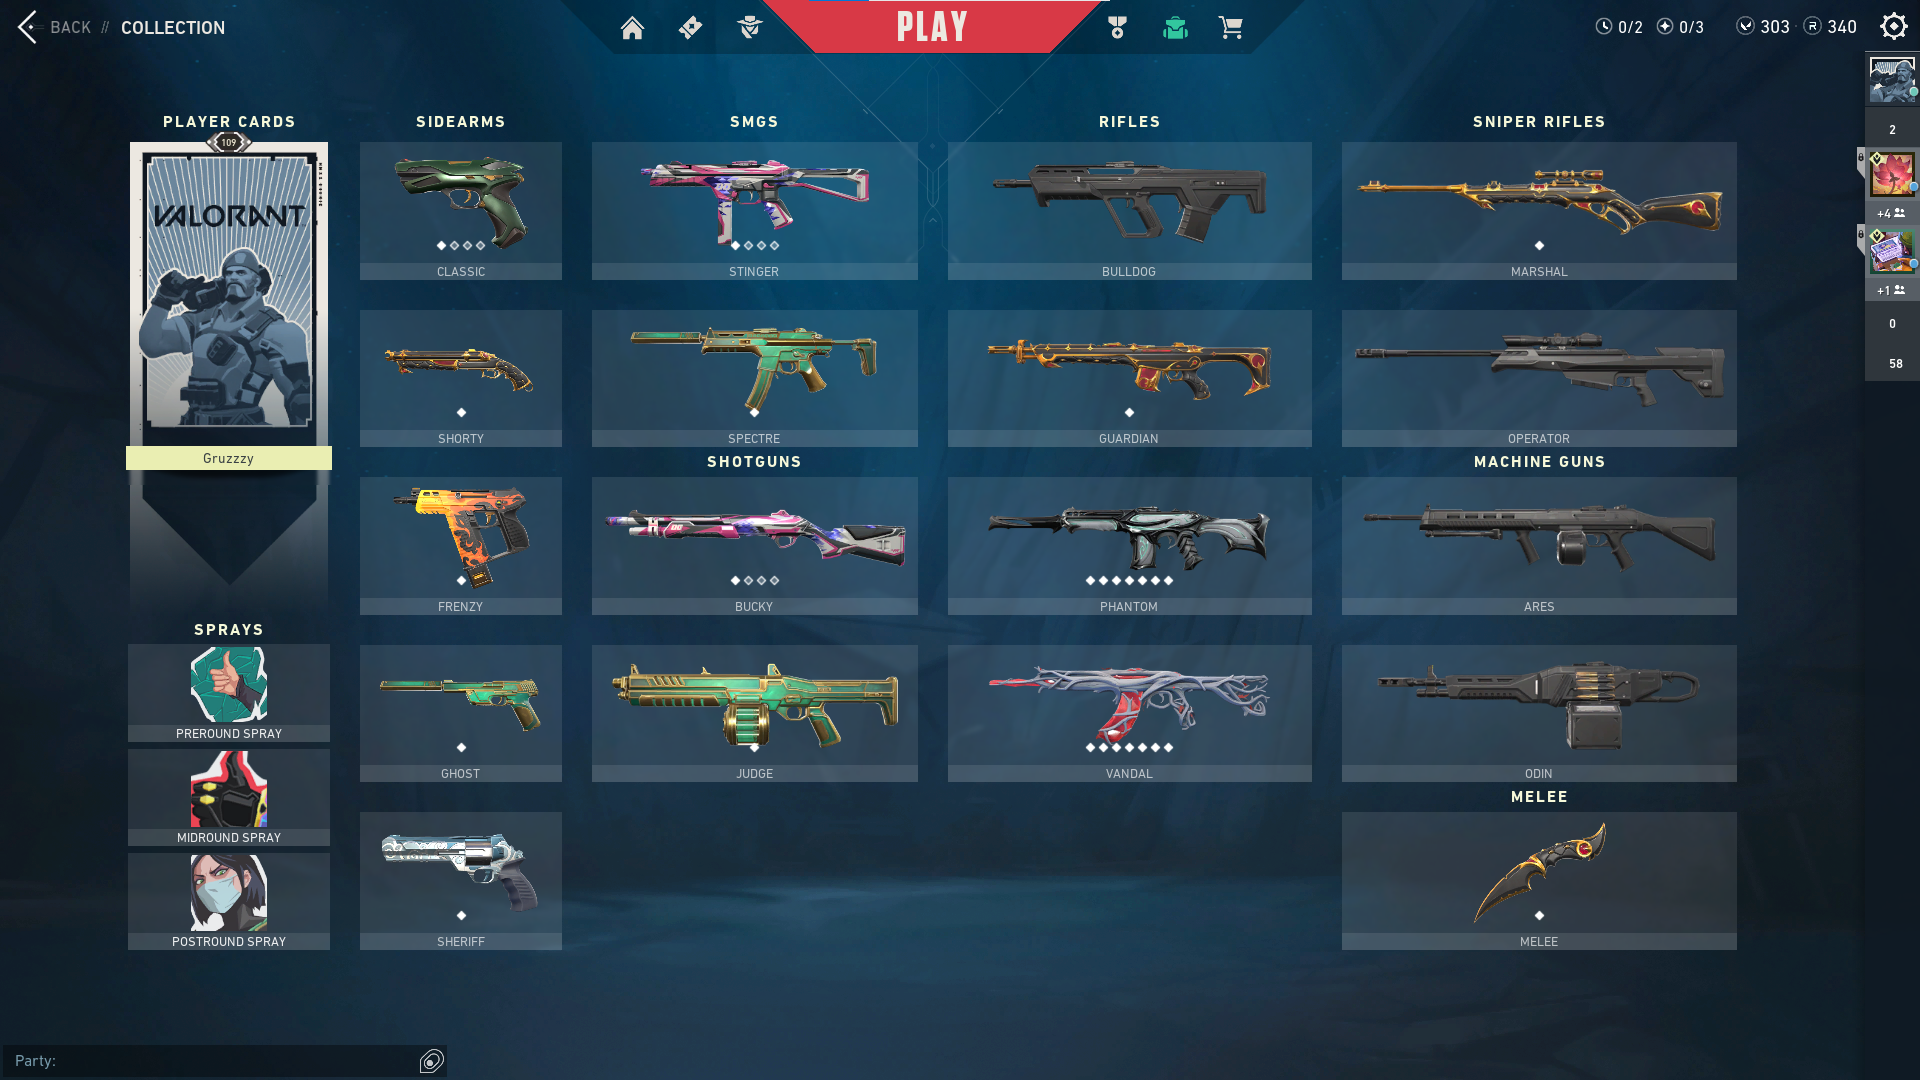 BACK // COLLECTION
PLAY
0/2 0/3 303 340
PLAYER CARDS
109
VALORANT
Gruzzzy
SPRAYS
PREROUND SPRAY
MIDROUND SPRAY
POSTROUND SPRAY
SIDEARMS
CLASSIC
SHORTY
FRENZY
GHOST
SHERIFF
SMGS
STINGER
SPECTRE
SHOTGUNS
BUCKY
JUDGE
RIFLES
BULLDOG
GUARDIAN
PHANTOM
VANDAL
SNIPER RIFLES
MARSHAL
OPERATOR
MACHINE GUNS
ARES
ODIN
MELEE
MELEE
2
+4
+1
0
58
Party: